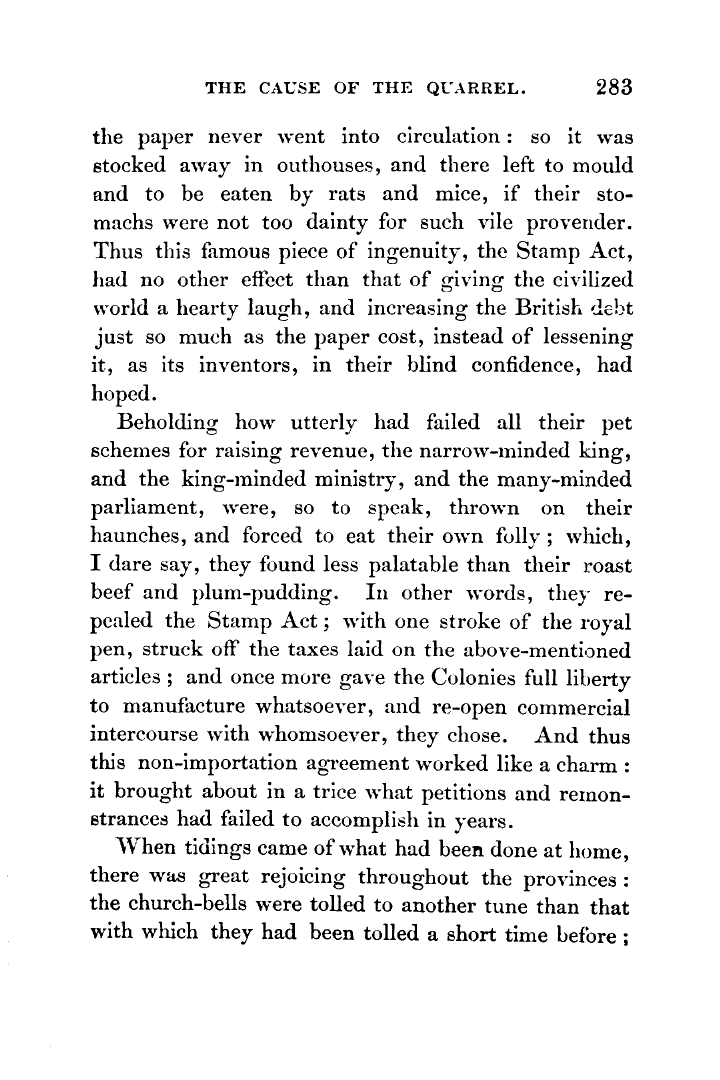 THE CAUSE OF THE QUARREL. 283
the paper never went into circulation : so it was
stocked away in outhouses, and there left to mould
and to be eaten by rats and mice, if their sto-
machs were not too dainty for such vile provender.
Thus this famous piece of ingenuity, the Stamp Act,
had no other effect than that of giving the civilized
world a hearty laugh, and increasing the British debt
just so much as the paper cost, instead of lessening
it, as its inventors, in their blind confidence, had
hoped.
Beholding how utterly had failed all their pet
schemes for raising revenue, the narrow-minded king,
and the king-minded ministry, and the many-minded
parliament, were, so to speak, thrown on their
haunches, and forced to eat their own folly ; which,
I dare say, they found less palatable than their roast
beef and plum-pudding. In other words, they re-
pealed the Stamp Act ; with one stroke of the royal
pen, struck off the taxes laid on the above-mentioned
articles ; and once more gave the Colonies full liberty
to manufacture whatsoever, and re-open commercial
intercourse with whomsoever, they chose. And thus
this non-importation agreement worked like a charm :
it brought about in a trice what petitions and remon-
strances had failed to accomplish in years.
When tidings came of what had been done at home,
there was great rejoicing throughout the provinces :
the church-bells were tolled to another tune than that
with which they had been tolled a short time before ;